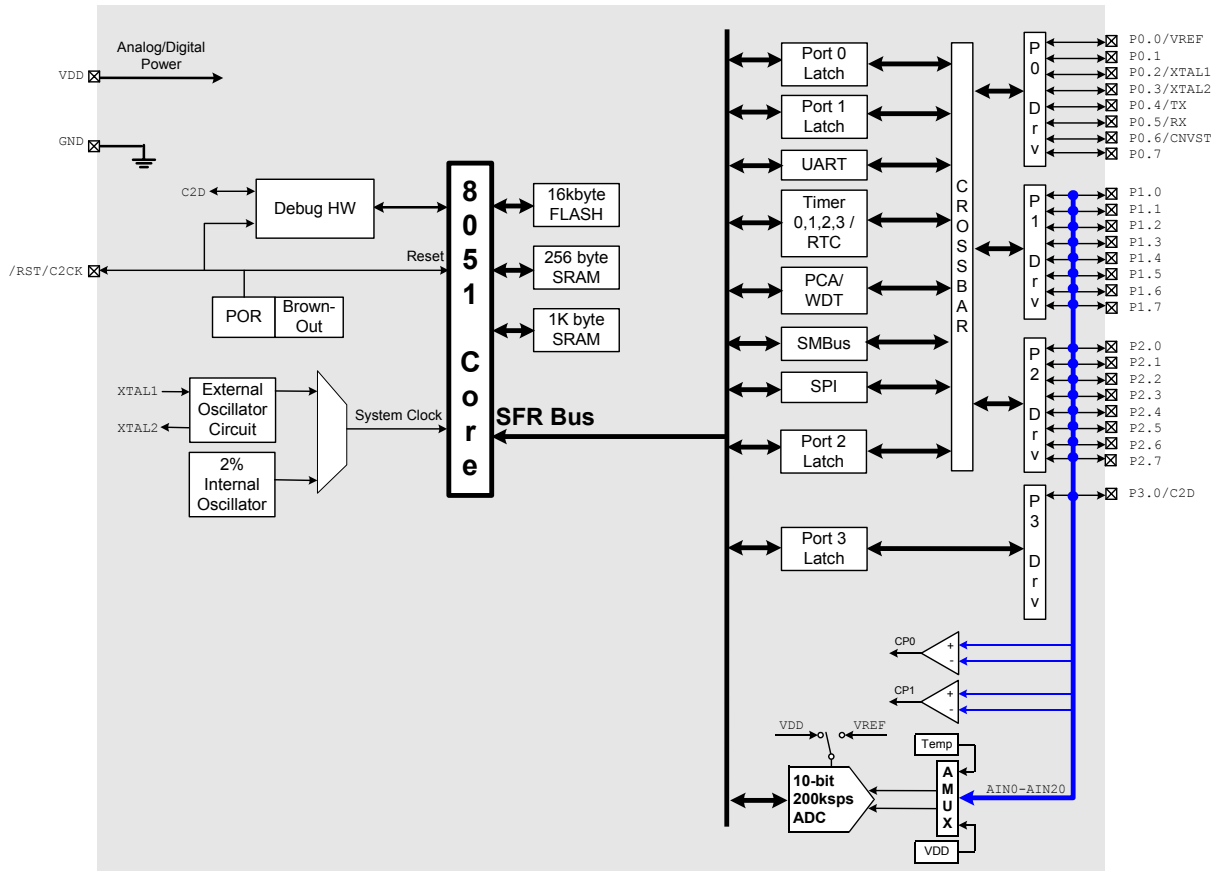 Analog/Digital
Power
VDD
GND
C2D
Debug HW
/RST/C2CK
Reset
POR
Brown-
Out
XTAL1
XTAL2
External
Oscillator
Circuit
2%
Internal
Oscillator
System Clock
8
0
5
1
C
o
r
e
16kbyte
FLASH
256 byte
SRAM
1K byte
SRAM
SFR Bus
Port 0
Latch
Port 1
Latch
UART
Timer
0,1,2,3 /
RTC
PCA/
WDT
SMBus
SPI
Port 2
Latch
Port 3
Latch
C
R
O
S
S
B
A
R
P
0
D
r
v
P
1
D
r
v
P
2
D
r
v
P
3
D
r
v
P0.0/VREF
P0.1
P0.2/XTAL1
P0.3/XTAL2
P0.4/TX
P0.5/RX
P0.6/CNVST
P0.7
P1.0
P1.1
P1.2
P1.3
P1.4
P1.5
P1.6
P1.7
P2.0
P2.1
P2.2
P2.3
P2.4
P2.5
P2.6
P2.7
P3.0/C2D
CP0
+
-
CP1
+
-
VDD
VREF
10-bit
200ksps
ADC
Temp
A
M
U
X
AIN0-AIN20
VDD